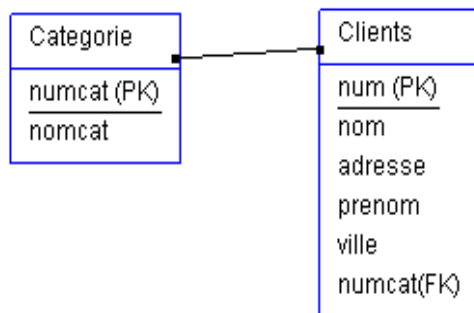 Categorie
numcat (PK)
nomcat
Clients
num (PK)
nom
adresse
prenom
ville
numcat(FK)